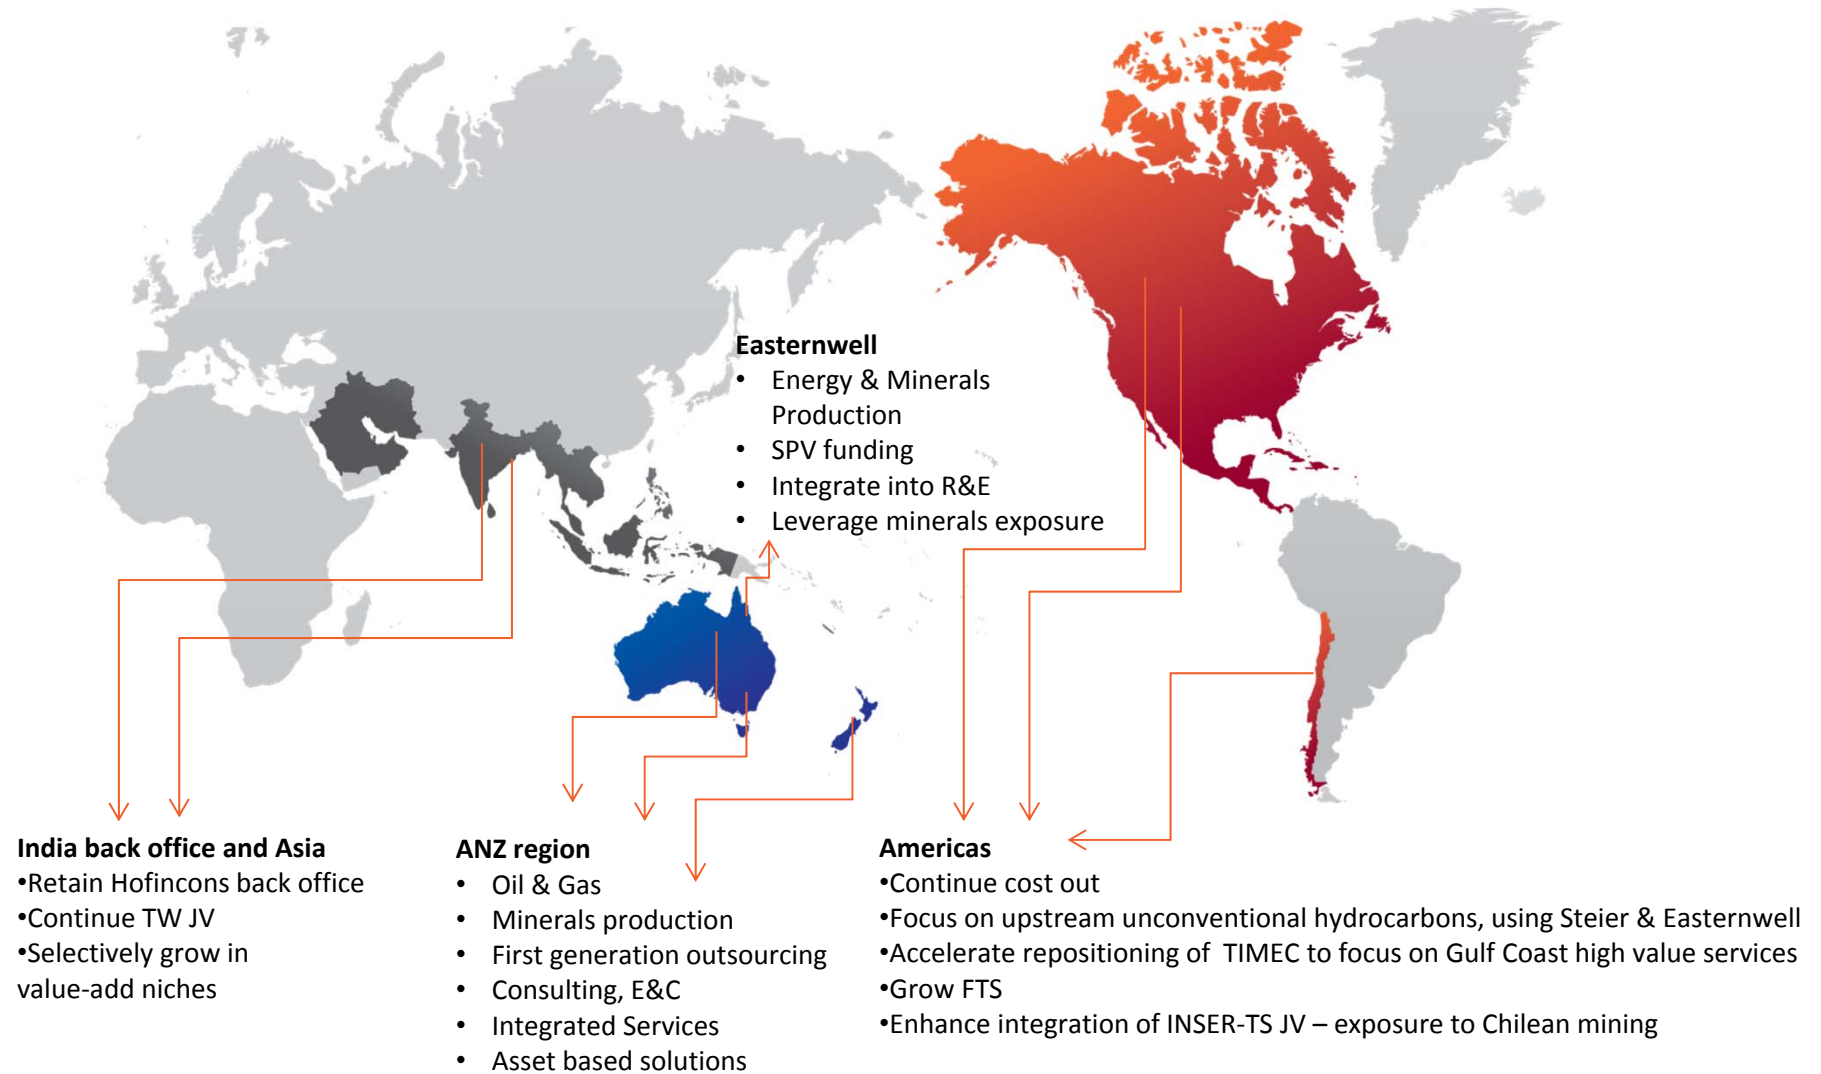 Easternwell
• Energy & Minerals
Production
• SPV funding
• Integrate into R&E
• Leverage minerals exposure
India back office and Asia
•Retain Hofincons back office
•Continue TW JV
•Selectively grow in
value-add niches
ANZ region
• Oil & Gas
• Minerals production
• First generation outsourcing
• Consulting, E&C
• Integrated Services
• Asset based solutions
Americas
•Continue cost out
•Focus on upstream unconventional hydrocarbons, using Steier & Easternwell
•Accelerate repositioning of TIMEC to focus on Gulf Coast high value services
•Grow FTS
•Enhance integration of INSER-TS JV – exposure to Chilean mining